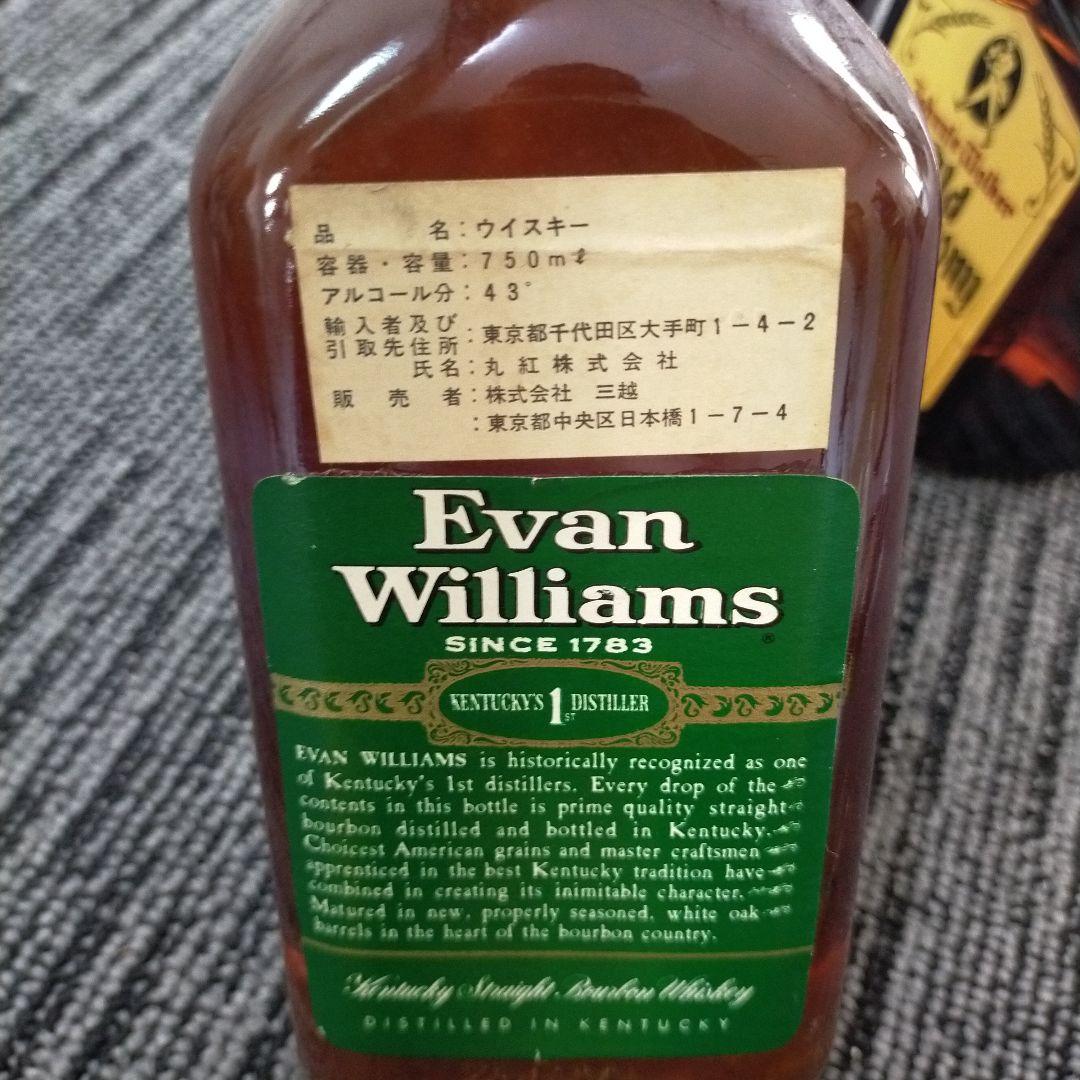 品名:ウイスキー
容器・容量:750mℓ
アルコール分:43°
輸入者及び
引取先住所:東京都千代田区大手町1-4-2
氏名:丸紅株式会社
販売者:株式会社 三越
:東京都中央区日本橋1-7-4
Evan
Williams
®
SINCE 1783
KENTUCKY'S 1ST DISTILLER
EVAN WILLIAMS is historically recognized as one
of Kentucky's 1st distillers. Every drop of the
contents in this bottle is prime quality straight
bourbon distilled and bottled in Kentucky.
Choicest American grains and master craftsmen
apprenticed in the best Kentucky tradition have
combined in creating its inimitable character.
Matured in new, properly seasoned, white oak
barrels in the heart of the bourbon country.
Kentucky Straight Bourbon Whiskey
DISTILLED IN KENTUCKY
Walker